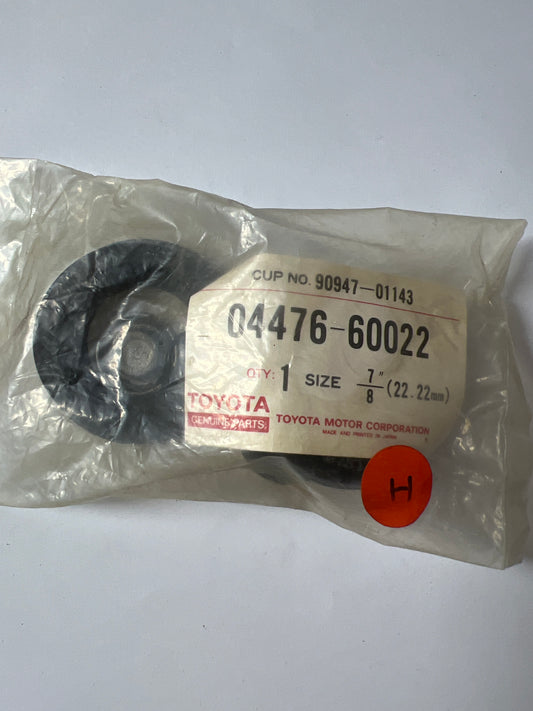 CUP NO. 90947-01143
04476-60022
QTY: 1 SIZE 7/8" (22.22mm)
TOYOTA
GENUINE PARTS.
TOYOTA MOTOR CORPORATION
MADE AND PRINTED IN JAPAN
H